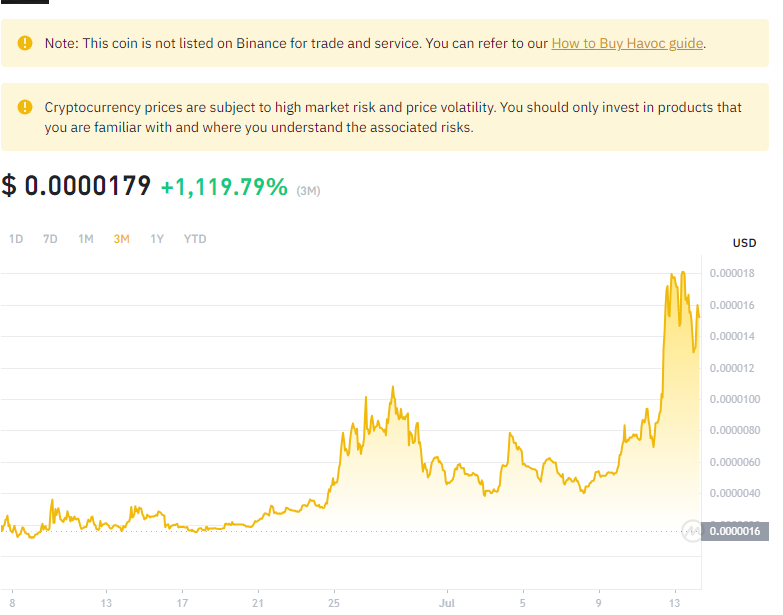 Note: This coin is not listed on Binance for trade and service. You can refer to our How to Buy Havoc guide.
Cryptocurrency prices are subject to high market risk and price volatility. You should only invest in products that
you are familiar with and where you understand the associated risks.
$ 0.0000179 +1,119.79% (3M)
1D 7D 1M 3M 1Y YTD
USD
0.000018
0.000016
0.000014
0.000012
0.0000100
0.0000080
0.0000060
0.0000040
0.0000016
8 13 17 21 25 Jul 5 9 13